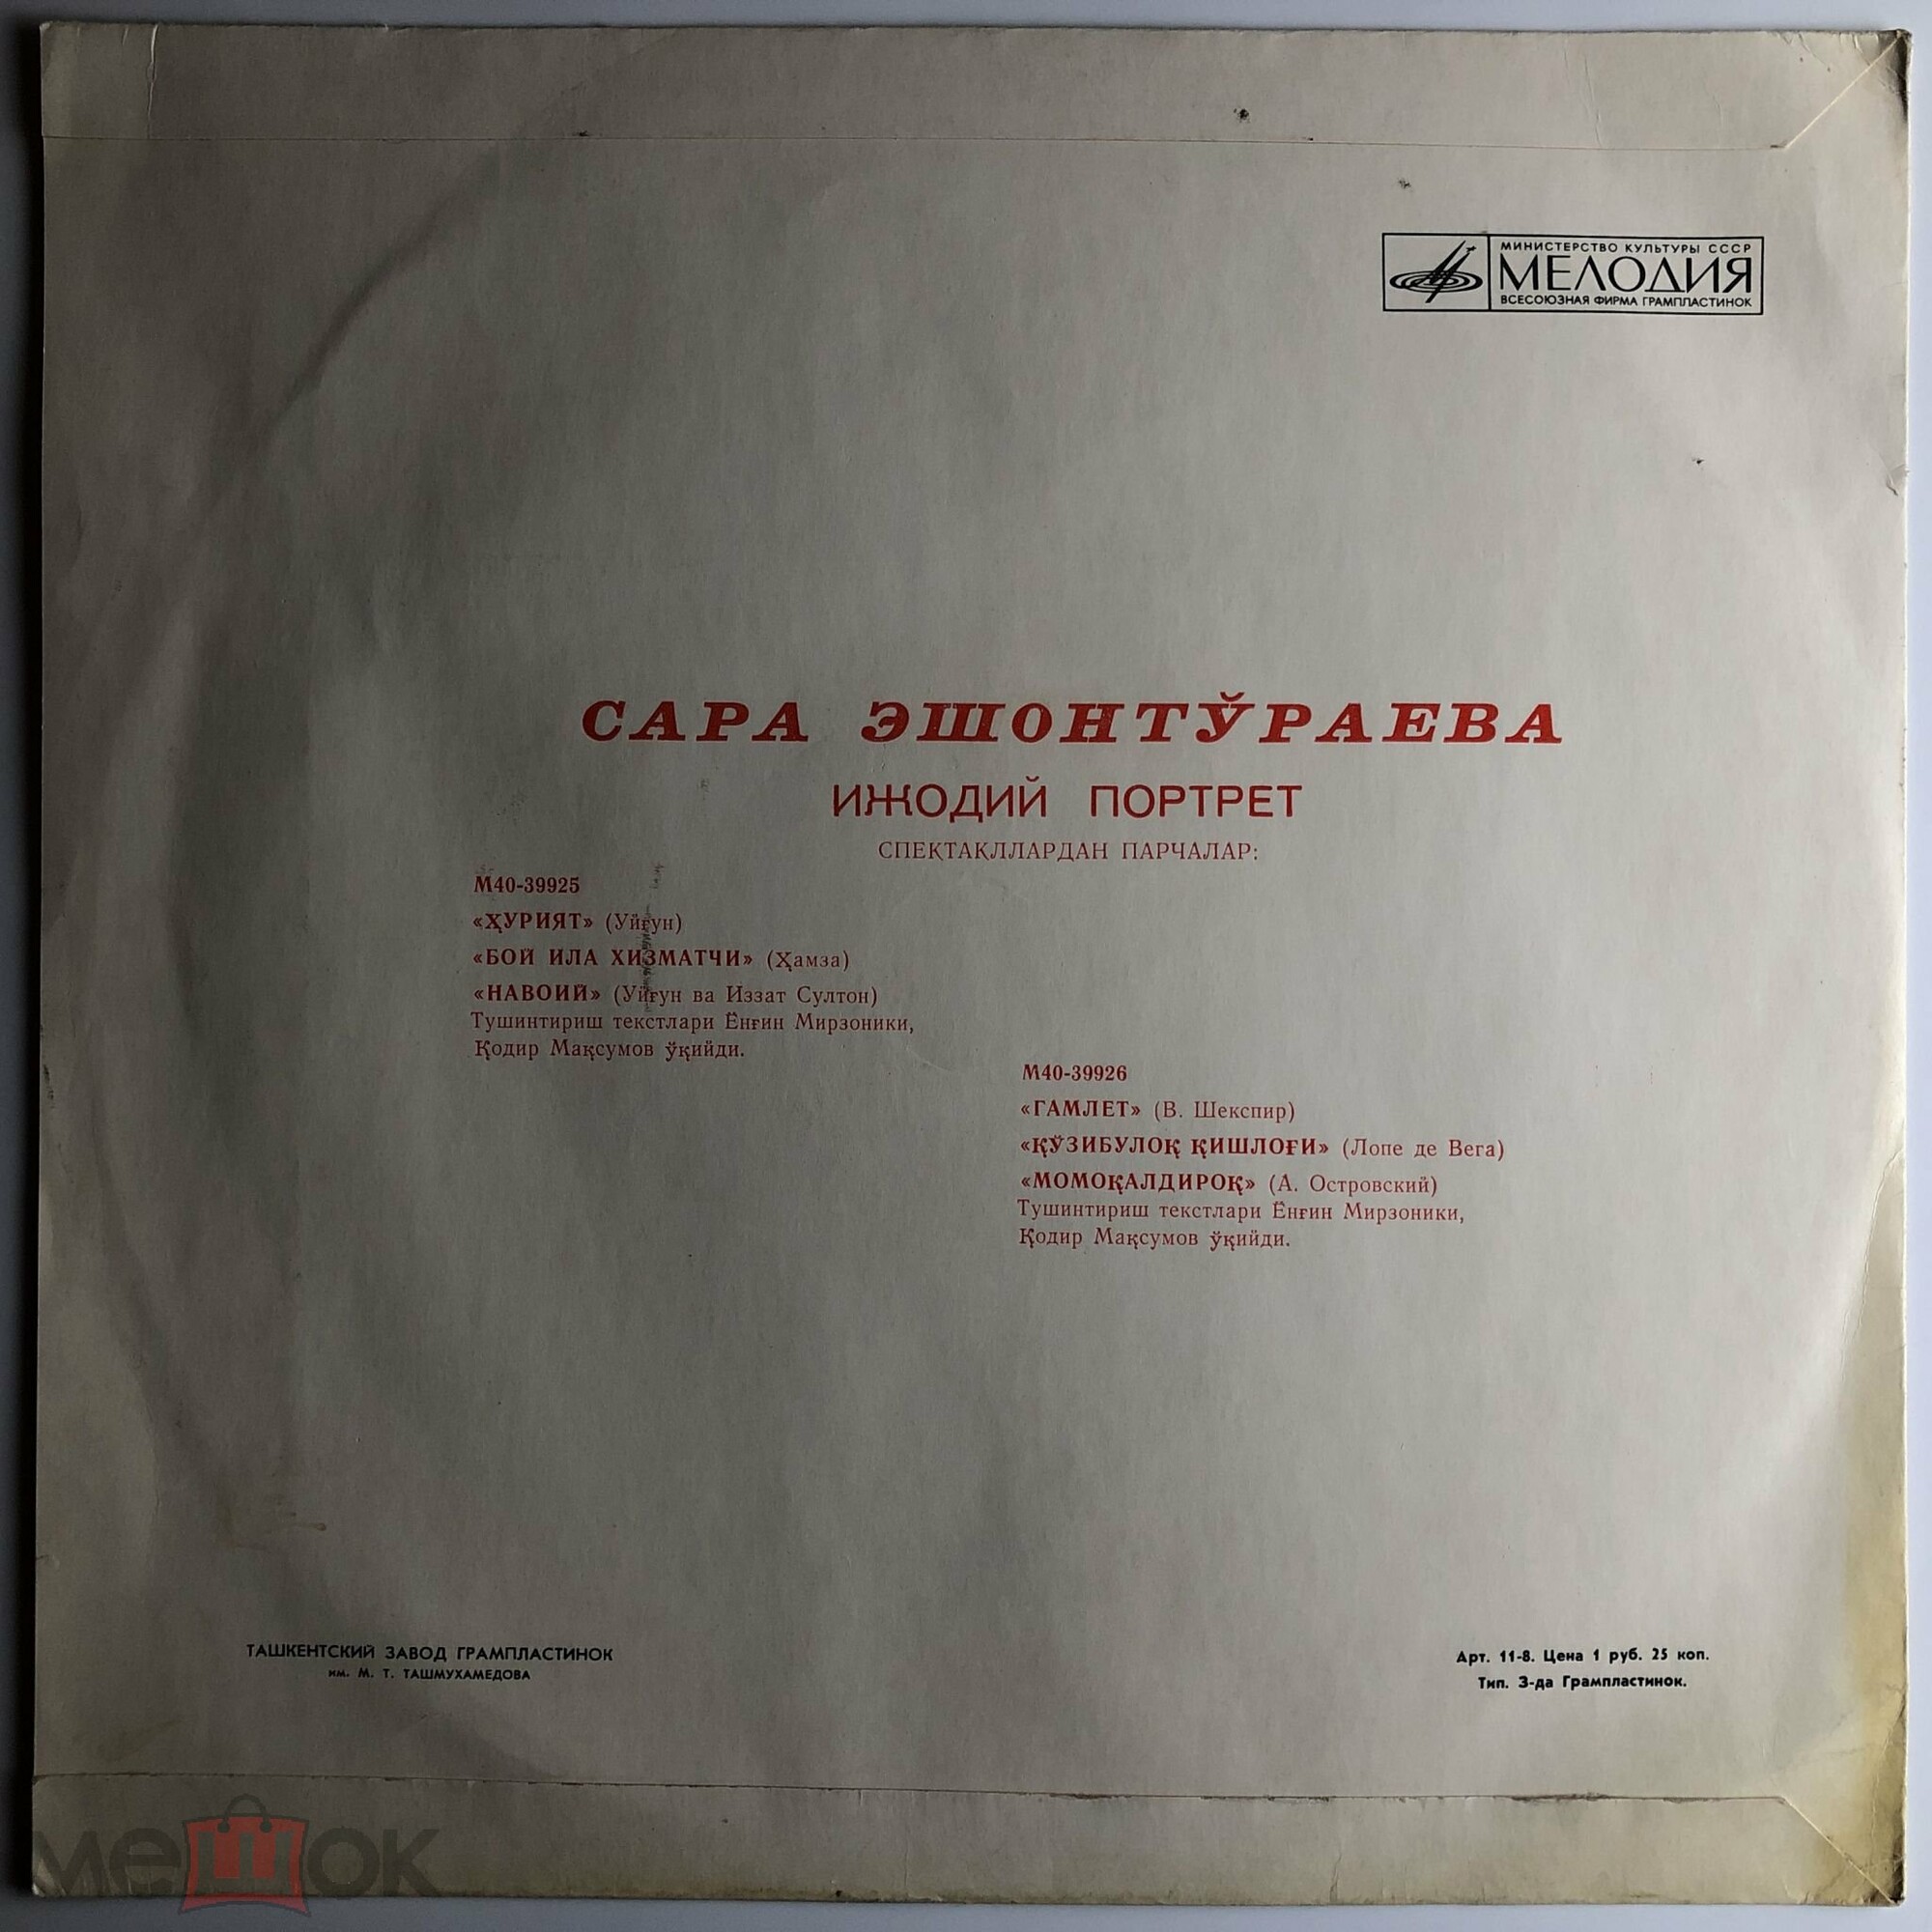 МИНИСТЕРСТВО КУЛЬТУРЫ СССР
МЕЛОДИЯ
ВСЕСОЮЗНАЯ ФИРМА ГРАМПЛАСТИНОК
САРА ЭШОНТЎРАЕВА
ИЖОДИЙ ПОРТРЕТ
СПЕҚТАҚЛЛАРДАН ПАРЧАЛАР:
М40-39925
«ҲУРИЯТ» (Уйғун)
«БОЙ ИЛА ХИЗМАТЧИ» (Ҳамза)
«НАВОИЙ» (Уйғун ва Иззат Султон)
Тушинтириш текстлари Ёнғин Мирзоники,
Қодир Мақсумов ўқийди.
М40-39926
«ГАМЛЕТ» (В. Шекспир)
«ҚЎЗИБУЛОҚ ҚИШЛОҒИ» (Лопе де Вега)
«МОМОҚАЛДИРОҚ» (А. Островский)
Тушинтириш текстлари Ёнғин Мирзоники,
Қодир Мақсумов ўқийди.
ТАШКЕНТСКИЙ ЗАВОД ГРАМПЛАСТИНОК
им. М. Т. ТАШМУХАМЕДОВА
Арт. 11-8. Цена 1 руб. 25 коп.
Тип. З-да Грампластинок.
мешок